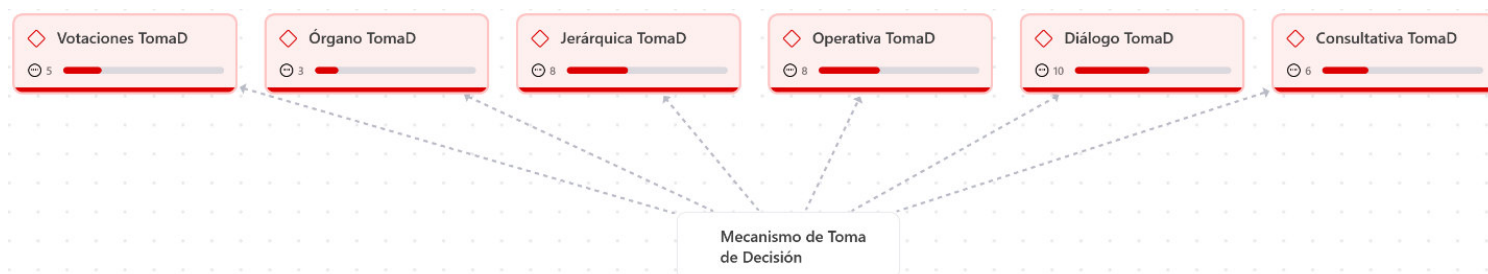 Votaciones TomaD
5
Órgano TomaD
3
Jerárquica TomaD
8
Operativa TomaD
8
Diálogo TomaD
10
Consultativa TomaD
6
Mecanismo de Toma
de Decisión